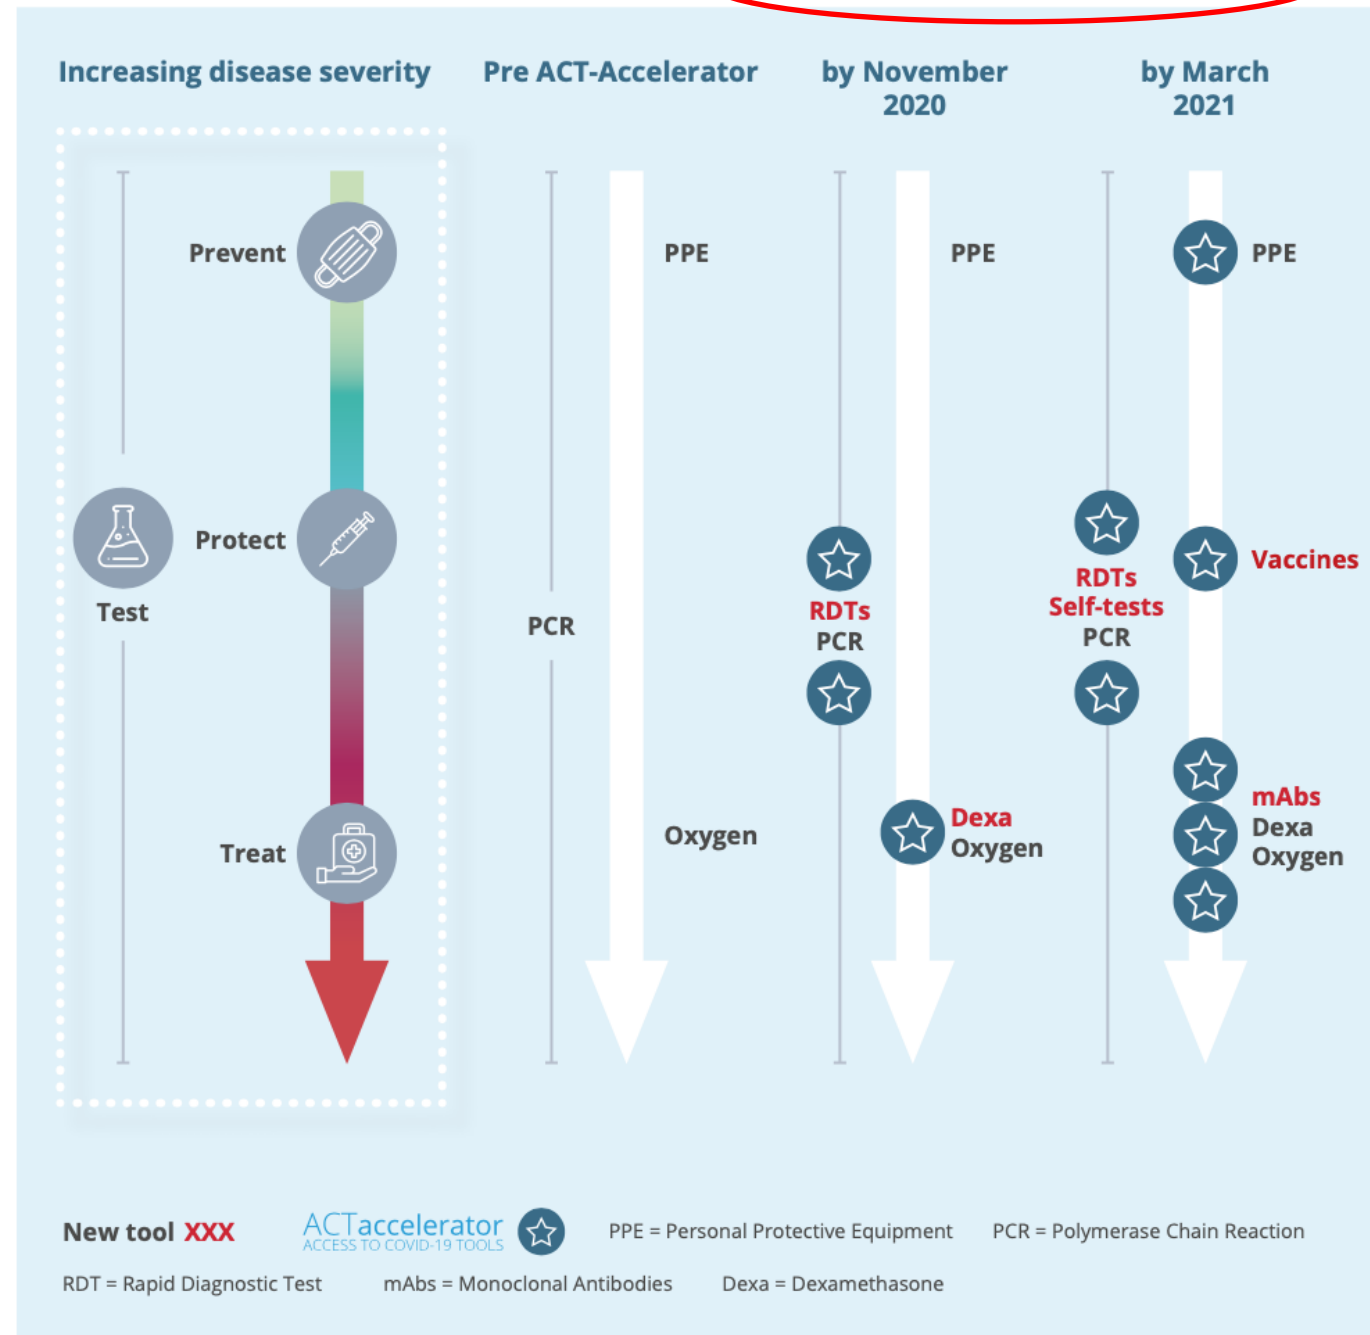 Increasing disease severity
Pre ACT-Accelerator
by November
2020
by March
2021
Prevent
Protect
Test
Treat
PPE
PCR
Oxygen
PPE
RDTs
PCR
Dexa
Oxygen
PPE
RDTs
Self-tests
PCR
Vaccines
mAbs
Dexa
Oxygen
New tool XXX
ACTaccelerator
ACCESS TO COVID-19 TOOLS
PPE = Personal Protective Equipment
PCR = Polymerase Chain Reaction
RDT = Rapid Diagnostic Test
mAbs = Monoclonal Antibodies
Dexa = Dexamethasone